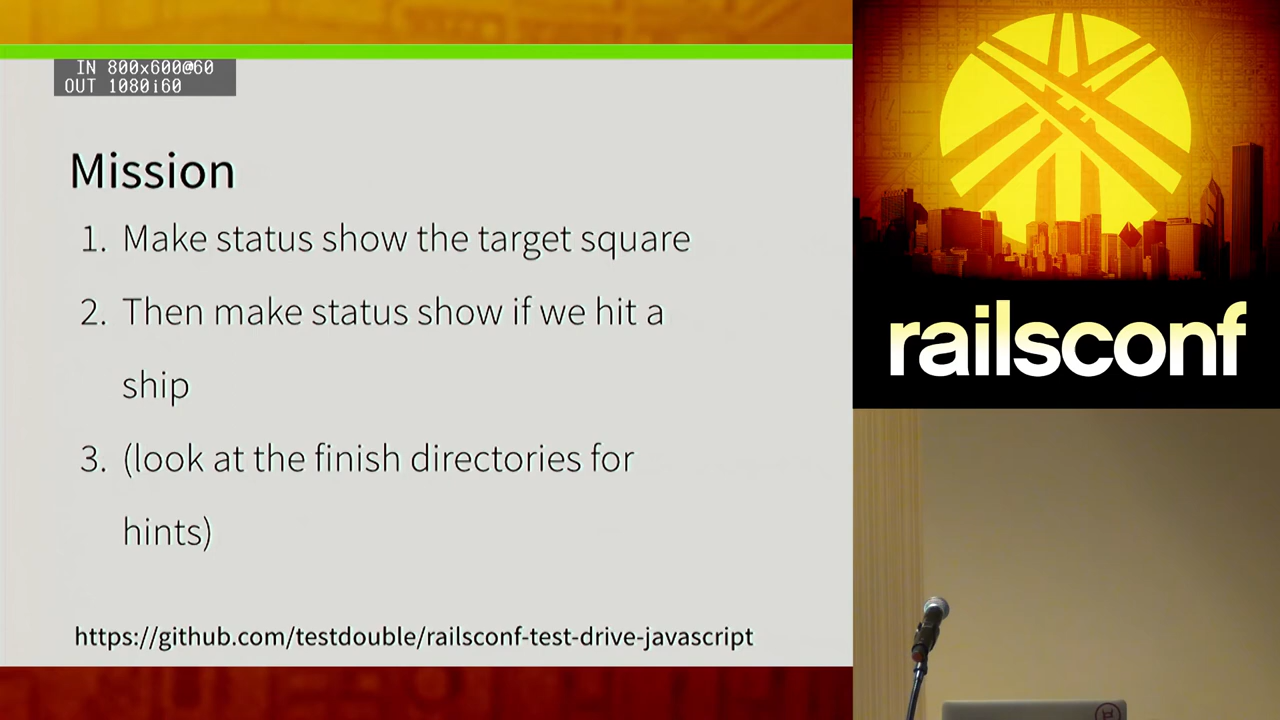 IN 800x600@60
OUT 1080i60
Mission
1. Make status show the target square
2. Then make status show if we hit a
ship
3. (look at the finish directories for
hints)
https://github.com/testdouble/railsconf-test-drive-javascript
railsconf